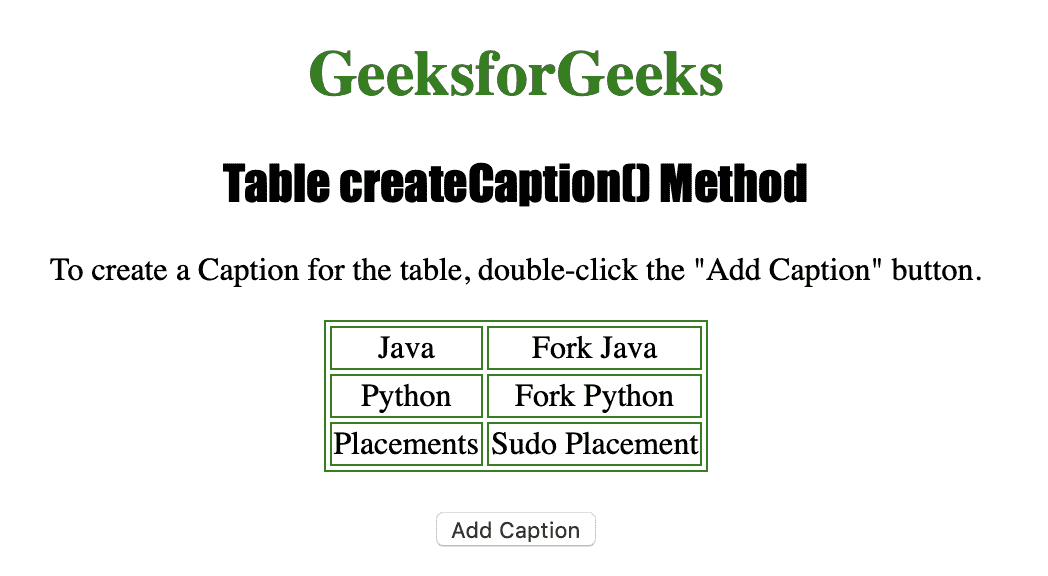 GeeksforGeeks
Table createCaption() Method
To create a Caption for the table, double-click the "Add Caption" button.
Java Fork Java
Python Fork Python
Placements Sudo Placement
Add Caption